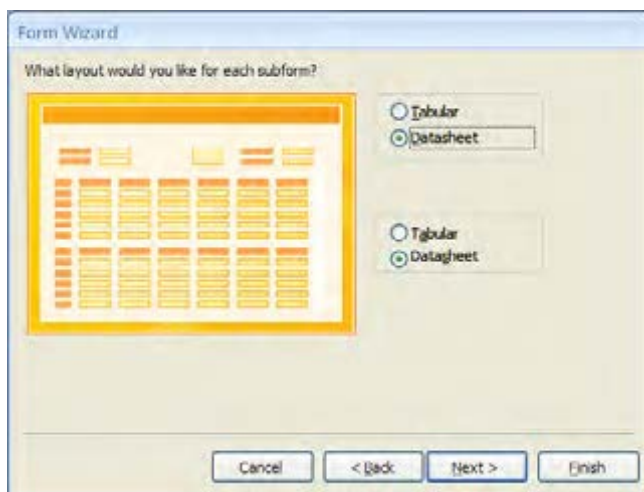 Form Wizard
What layout would you like for each subform?
Tabular
Datasheet
Tabular
Datasheet
Cancel
< Back
Next >
Finish